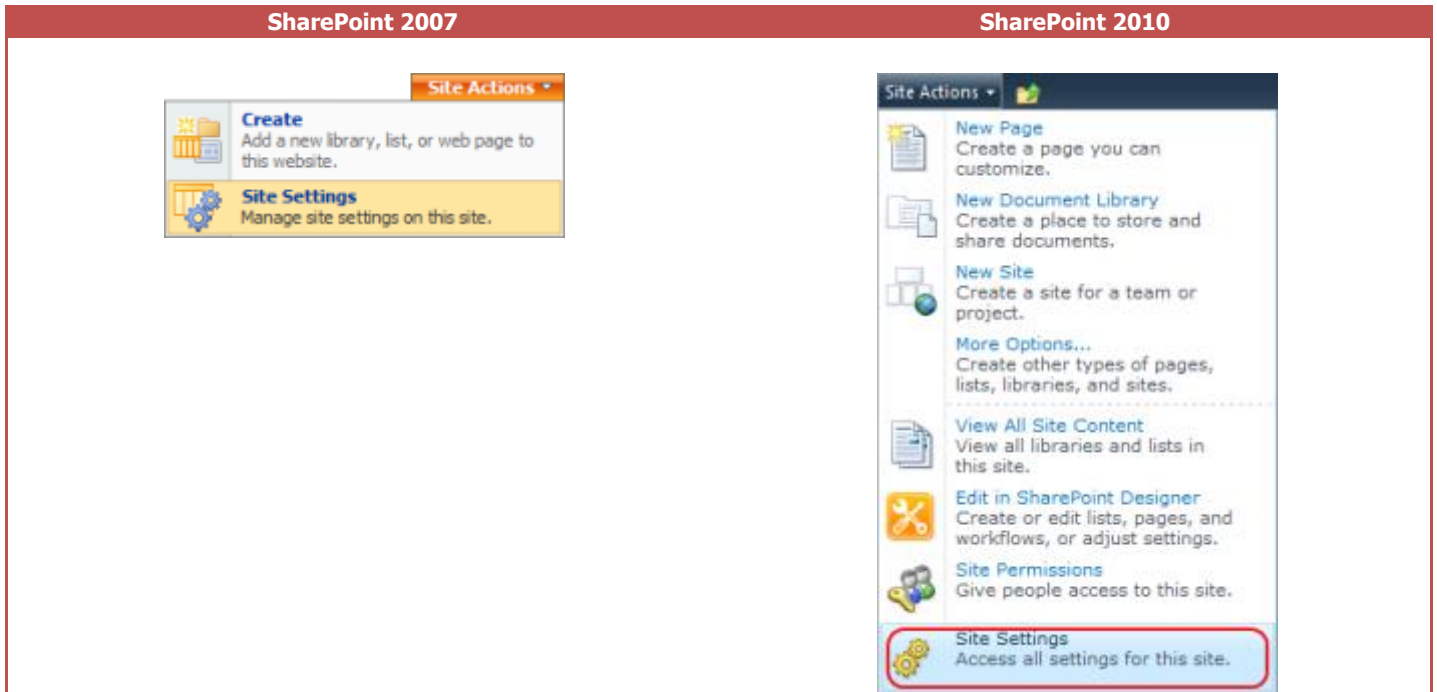 SharePoint 2007
SharePoint 2010
Site Actions
Create
Add a new library, list, or web page to
this website.
Site Settings
Manage site settings on this site.
Site Actions
New Page
Create a page you can
customize.
New Document Library
Create a place to store and
share documents.
New Site
Create a site for a team or
project.
More Options...
Create other types of pages,
lists, libraries, and sites.
View All Site Content
View all libraries and lists in
this site.
Edit in SharePoint Designer
Create or edit lists, pages, and
workflows, or adjust settings.
Site Permissions
Give people access to this site.
Site Settings
Access all settings for this site.